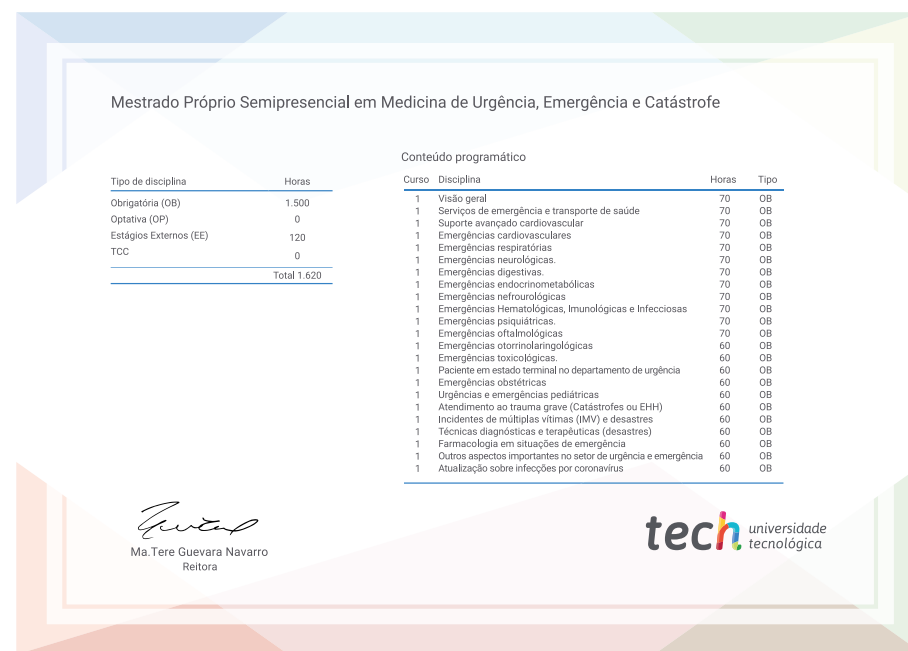 Mestrado Próprio Semipresencial em Medicina de Urgência, Emergência e Catástrofe
Tipo de disciplina Horas
Obrigatória (OB) 1.500
Optativa (OP) 0
Estágios Externos (EE) 120
TCC 0
Total 1.620
Conteúdo programático
Curso Disciplina Horas Tipo
1 Visão geral 70 OB
1 Serviços de emergência e transporte de saúde 70 OB
1 Suporte avançado cardiovascular 70 OB
1 Emergências cardiovasculares 70 OB
1 Emergências respiratórias 70 OB
1 Emergências neurológicas. 70 OB
1 Emergências digestivas. 70 OB
1 Emergências endocrinometabólicas 70 OB
1 Emergências nefrourológicas 70 OB
1 Emergências Hematológicas, Imunológicas e Infecciosas 70 OB
1 Emergências psiquiátricas. 70 OB
1 Emergências oftalmológicas 70 OB
1 Emergências otorrinolaringológicas 60 OB
1 Emergências toxicológicas. 60 OB
1 Paciente em estado terminal no departamento de urgência 60 OB
1 Emergências obstétricas 60 OB
1 Urgências e emergências pediátricas 60 OB
1 Atendimento ao trauma grave (Catástrofes ou EHH) 60 OB
1 Incidentes de múltiplas vítimas (IMV) e desastres 60 OB
1 Técnicas diagnósticas e terapêuticas (desastres) 60 OB
1 Farmacologia em situações de emergência 60 OB
1 Outros aspectos importantes no setor de urgência e emergência 60 OB
1 Atualização sobre infecções por coronavírus 60 OB
Ma.Tere Guevara Navarro
Reitora
tech universidade
tecnológica